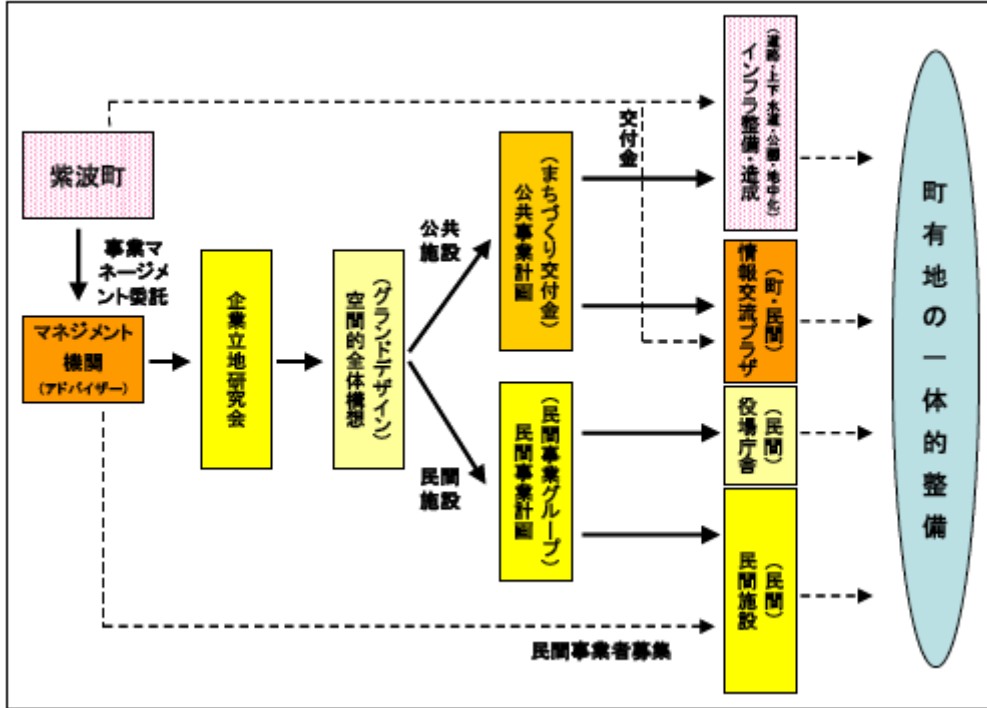 紫波町
事業マ
ネージメ
ント委託
マネジメント
機関
(アドバイザー)
企業立地研究会
(グランドデザイン)
空間的全体構想
公共
施設
民間
施設
(まちづくり交付金)
公共事業計画
(民間事業グループ)
民間事業計画
交付金
(道路・上下水道・公園・地中化)
インフラ整備・造成
(町・民間)
情報交流プラザ
(民間)
役場庁舎
(民間)
民間施設
民間事業者募集
町有地の一体的整備